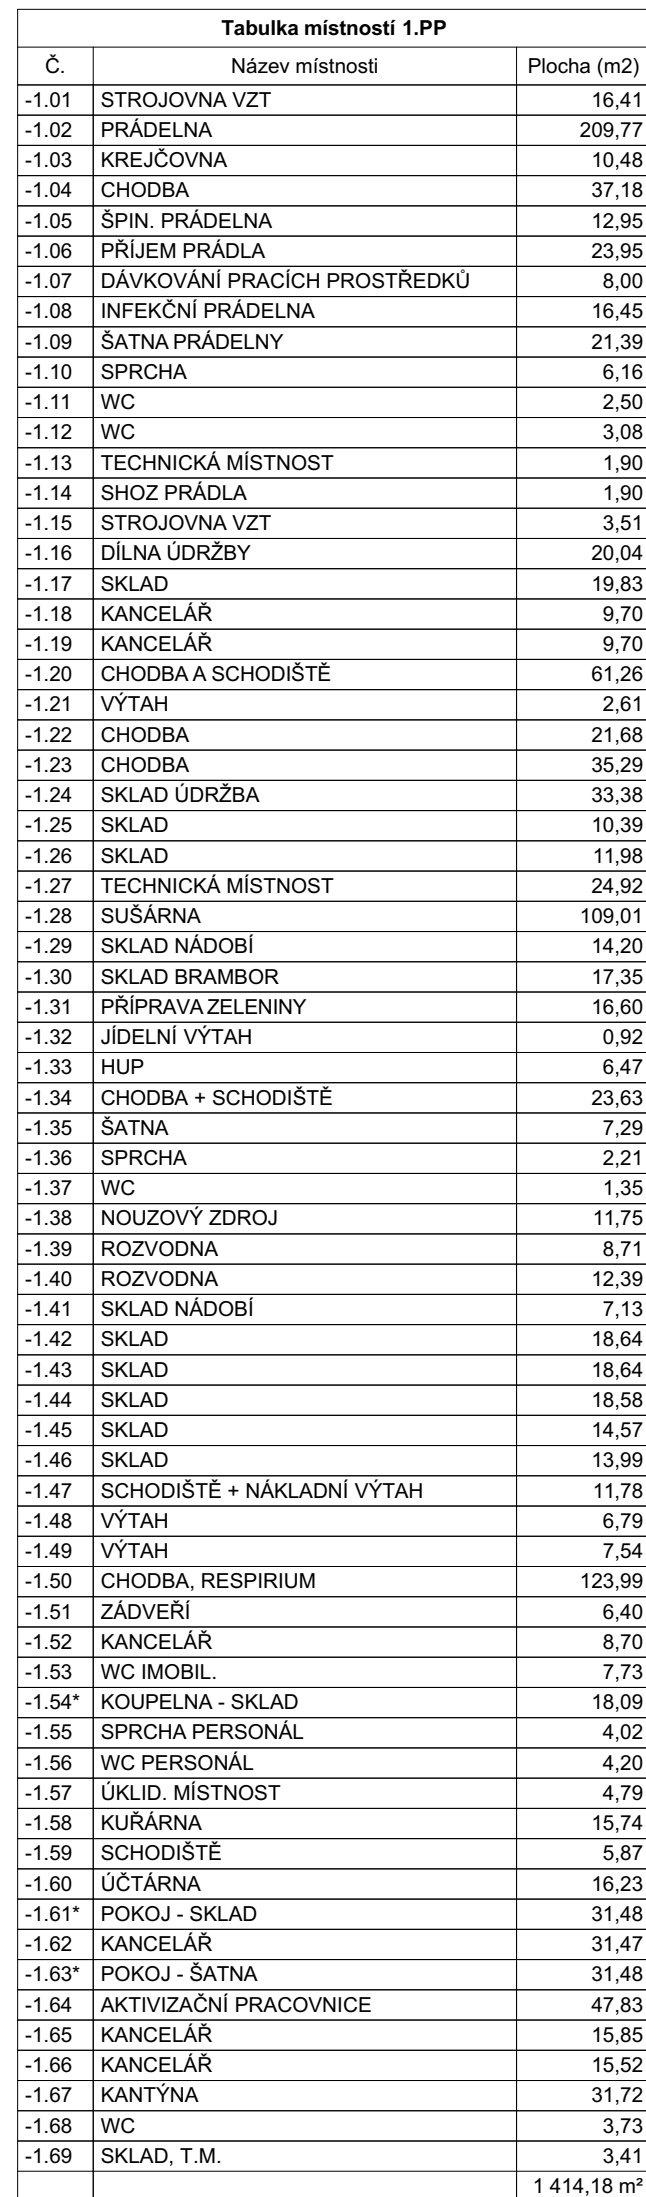 Tabulka místností 1.PP
Č. Název místnosti Plocha (m2)
-1.01 STROJOVNA VZT 16,41
-1.02 PRÁDELNA 209,77
-1.03 KREJČOVNA 10,48
-1.04 CHODBA 37,18
-1.05 ŠPIN. PRÁDELNA 12,95
-1.06 PŘÍJEM PRÁDLA 23,95
-1.07 DÁVKOVÁNÍ PRACÍCH PROSTŘEDKŮ 8,00
-1.08 INFEKČNÍ PRÁDELNA 16,45
-1.09 ŠATNA PRÁDELNY 21,39
-1.10 SPRCHA 6,16
-1.11 WC 2,50
-1.12 WC 3,08
-1.13 TECHNICKÁ MÍSTNOST 1,90
-1.14 SHOZ PRÁDLA 1,90
-1.15 STROJOVNA VZT 3,51
-1.16 DÍLNA ÚDRŽBY 20,04
-1.17 SKLAD 19,83
-1.18 KANCELÁŘ 9,70
-1.19 KANCELÁŘ 9,70
-1.20 CHODBA A SCHODIŠTĚ 61,26
-1.21 VÝTAH 2,61
-1.22 CHODBA 21,68
-1.23 CHODBA 35,29
-1.24 SKLAD ÚDRŽBA 33,38
-1.25 SKLAD 10,39
-1.26 SKLAD 11,98
-1.27 TECHNICKÁ MÍSTNOST 24,92
-1.28 SUŠÁRNA 109,01
-1.29 SKLAD NÁDOBÍ 14,20
-1.30 SKLAD BRAMBOR 17,35
-1.31 PŘÍPRAVA ZELENINY 16,60
-1.32 JÍDELNÍ VÝTAH 0,92
-1.33 HUP 6,47
-1.34 CHODBA + SCHODIŠTĚ 23,63
-1.35 ŠATNA 7,29
-1.36 SPRCHA 2,21
-1.37 WC 1,35
-1.38 NOUZOVÝ ZDROJ 11,75
-1.39 ROZVODNA 8,71
-1.40 ROZVODNA 12,39
-1.41 SKLAD NÁDOBÍ 7,13
-1.42 SKLAD 18,64
-1.43 SKLAD 18,64
-1.44 SKLAD 18,58
-1.45 SKLAD 14,57
-1.46 SKLAD 13,99
-1.47 SCHODIŠTĚ + NÁKLADNÍ VÝTAH 11,78
-1.48 VÝTAH 6,79
-1.49 VÝTAH 7,54
-1.50 CHODBA, RESPIRIUM 123,99
-1.51 ZÁDVEŘÍ 6,40
-1.52 KANCELÁŘ 8,70
-1.53 WC IMOBIL. 7,73
-1.54* KOUPELNA - SKLAD 18,09
-1.55 SPRCHA PERSONÁL 4,02
-1.56 WC PERSONÁL 4,20
-1.57 ÚKLID. MÍSTNOST 4,79
-1.58 KUŘÁRNA 15,74
-1.59 SCHODIŠTĚ 5,87
-1.60 ÚČTÁRNA 16,23
-1.61* POKOJ - SKLAD 31,48
-1.62 KANCELÁŘ 31,47
-1.63* POKOJ - ŠATNA 31,48
-1.64 AKTIVIZAČNÍ PRACOVNICE 47,83
-1.65 KANCELÁŘ 15,85
-1.66 KANCELÁŘ 15,52
-1.67 KANTÝNA 31,72
-1.68 WC 3,73
-1.69 SKLAD, T.M. 3,41
1 414,18 m²